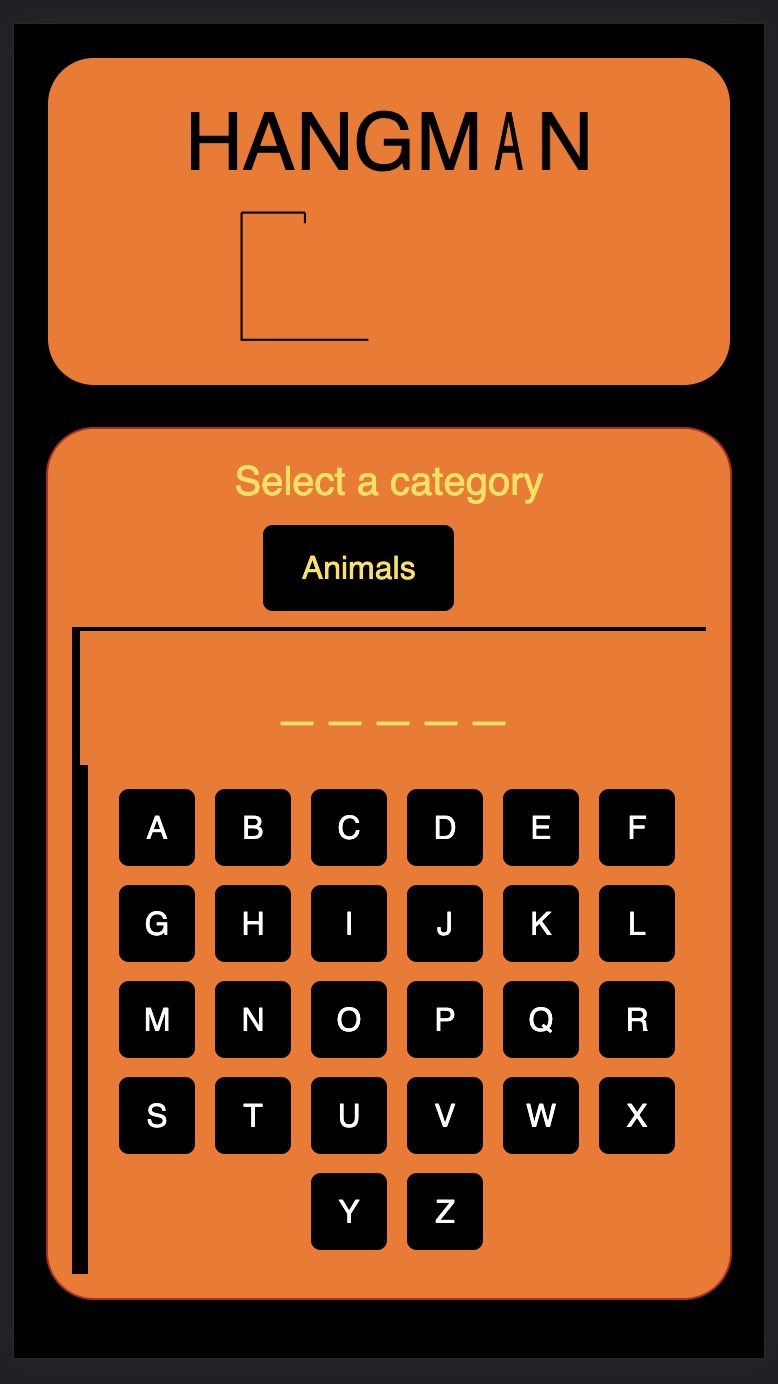 HANGMAN
Select a category
Animals
_ _ _ _ _
A B C D E F
G H I J K L
M N O P Q R
S T U V W X
Y Z